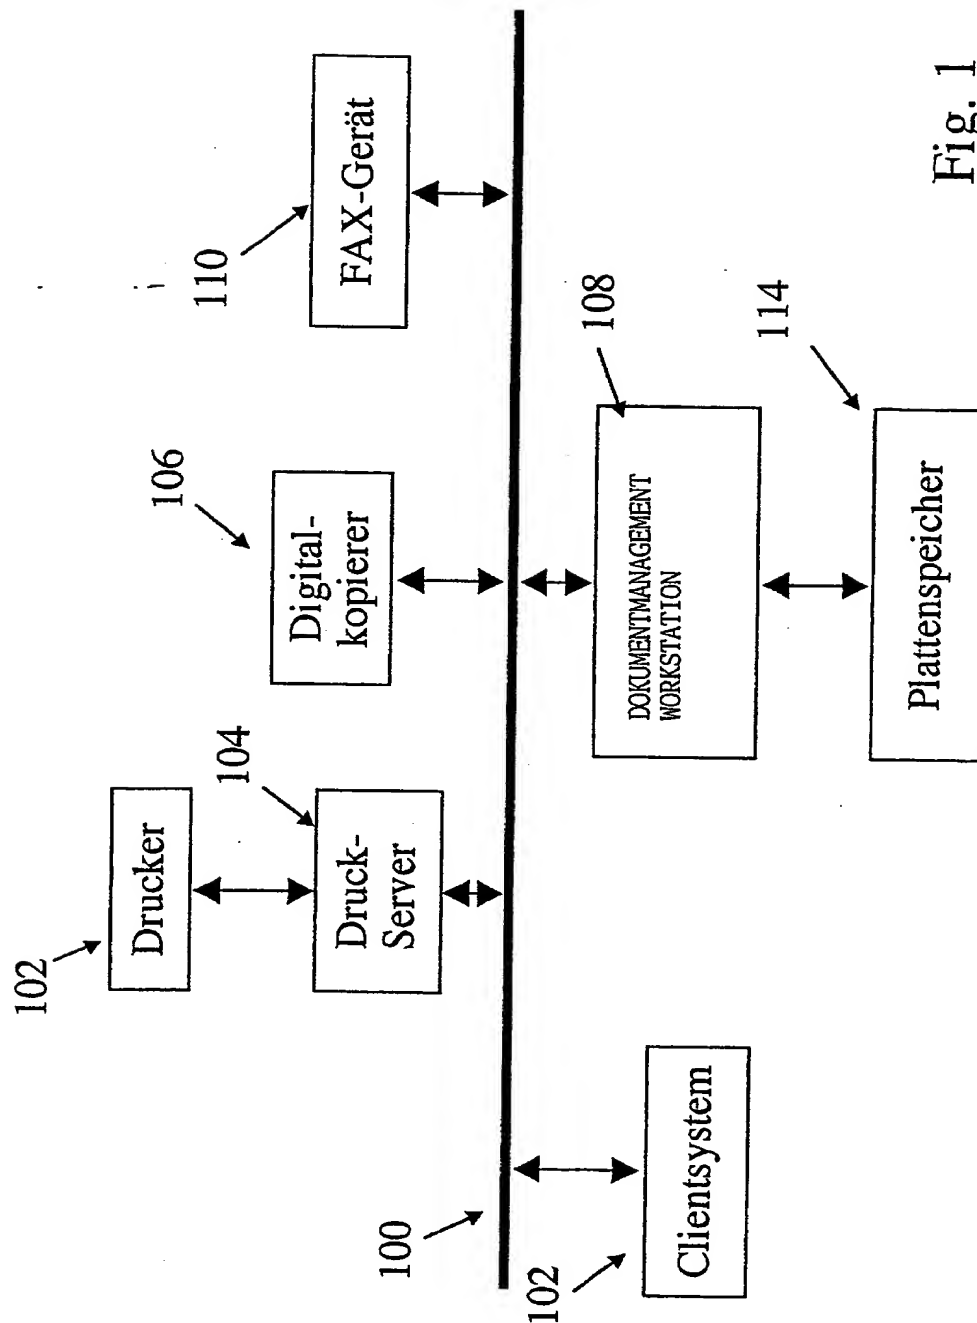 102
Drucker
104
Druck-
Server
106
Digital-
kopierer
110
FAX-Gerät
100
102
Clientsystem
108
DOKUMENTMANAGEMENT
WORKSTATION
114
Plattenspeicher
Fig. 1